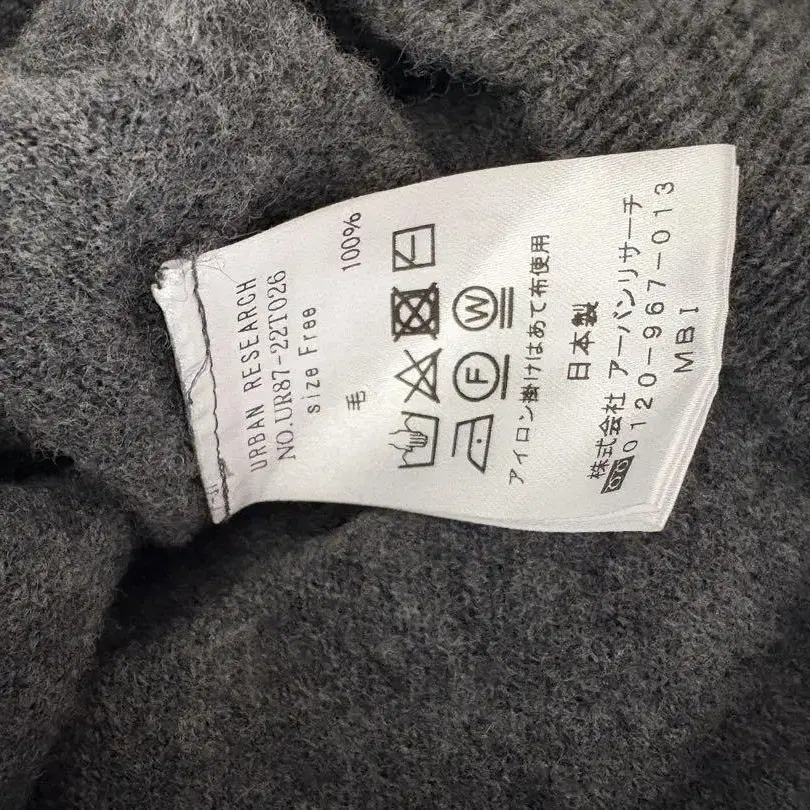 URBAN RESEARCH
NO.UR87-22T026
size Free
毛 100%
W
F
アイロン掛けはあて布使用
日本製
株式会社 アーバンリサーチ
0120-967-013
MBI